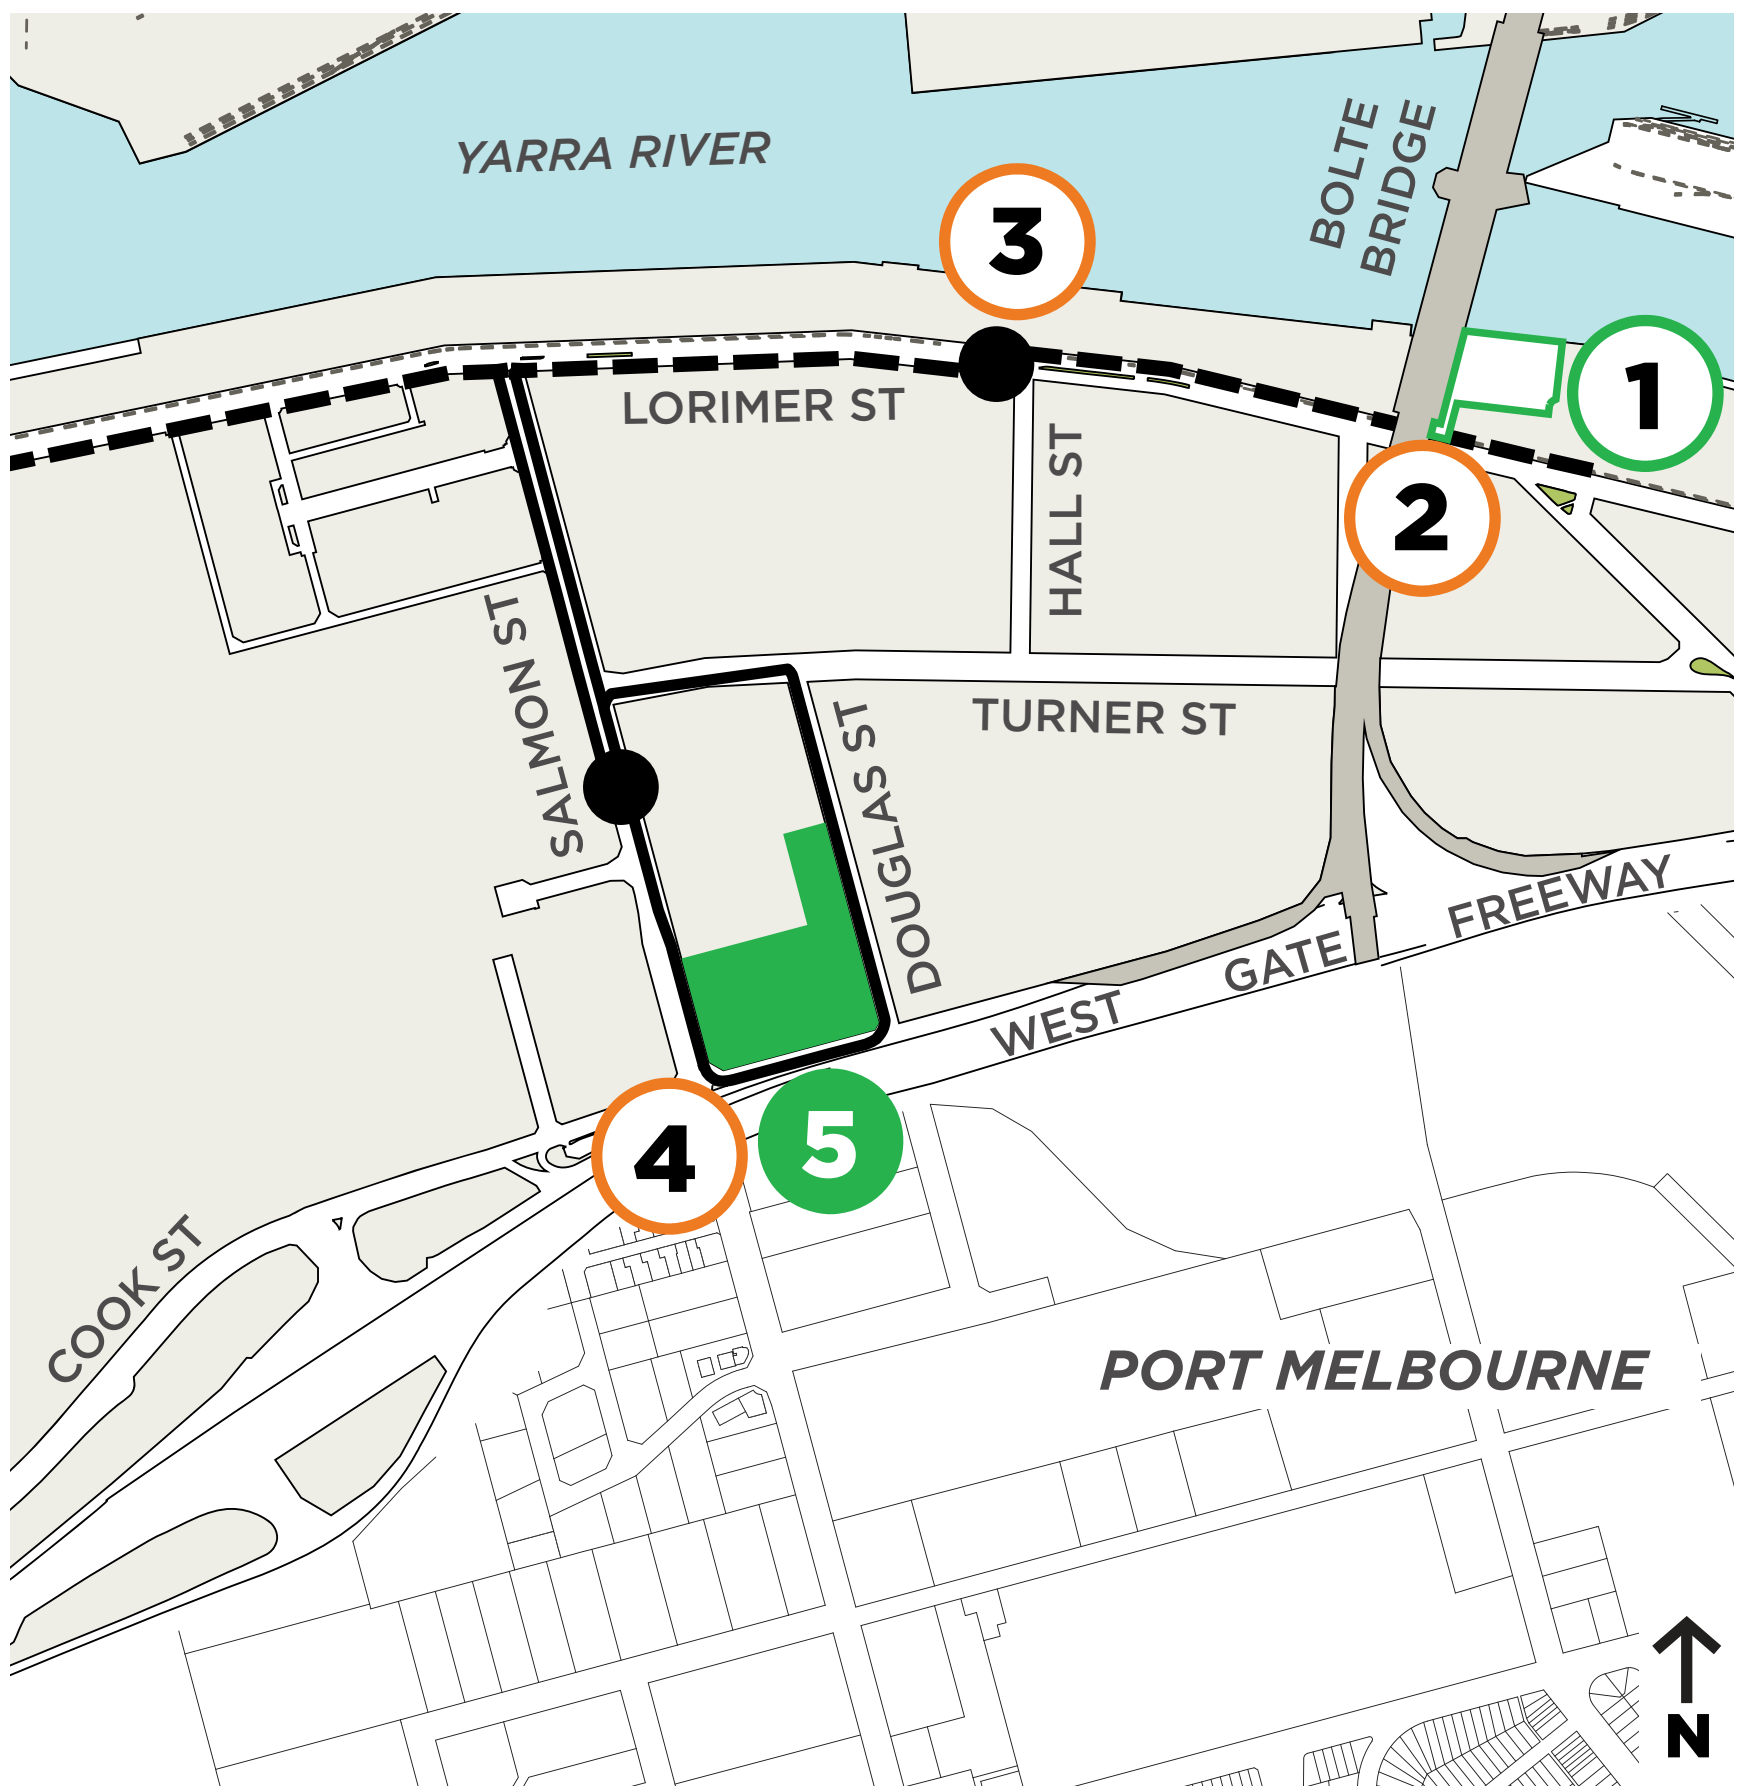 YARRA RIVER
BOLTE
BRIDGE
3
1
LORIMER ST
HALL ST
2
SALMON ST
TURNER ST
DOUGLAS ST
WEST GATE FREEWAY
4
5
COOK ST
PORT MELBOURNE
N